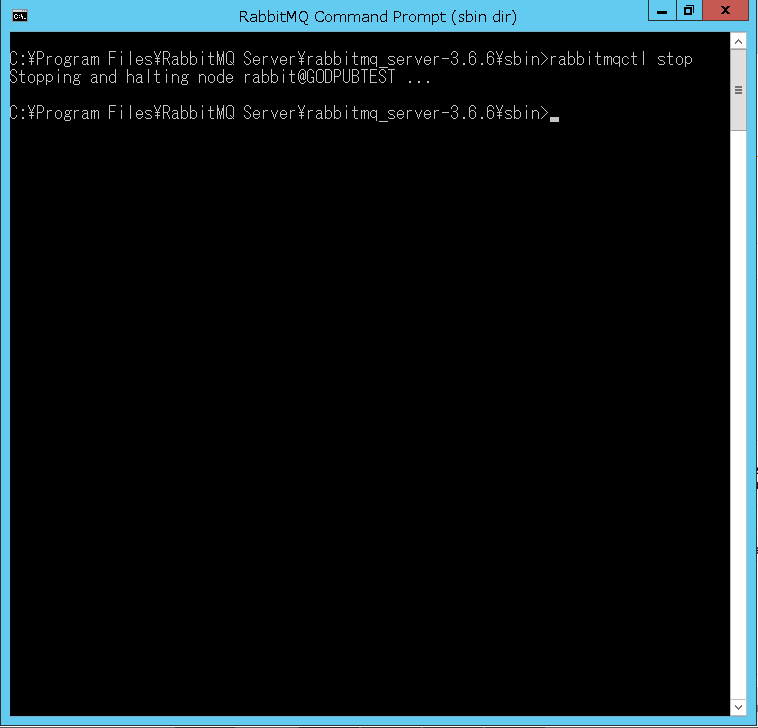 RabbitMQ Command Prompt (sbin dir)
C:¥Program Files¥RabbitMQ Server¥rabbitmq_server-3.6.6¥sbin>rabbitmqctl stop
Stopping and halting node rabbit@GODPUBTEST ...
C:¥Program Files¥RabbitMQ Server¥rabbitmq_server-3.6.6¥sbin>